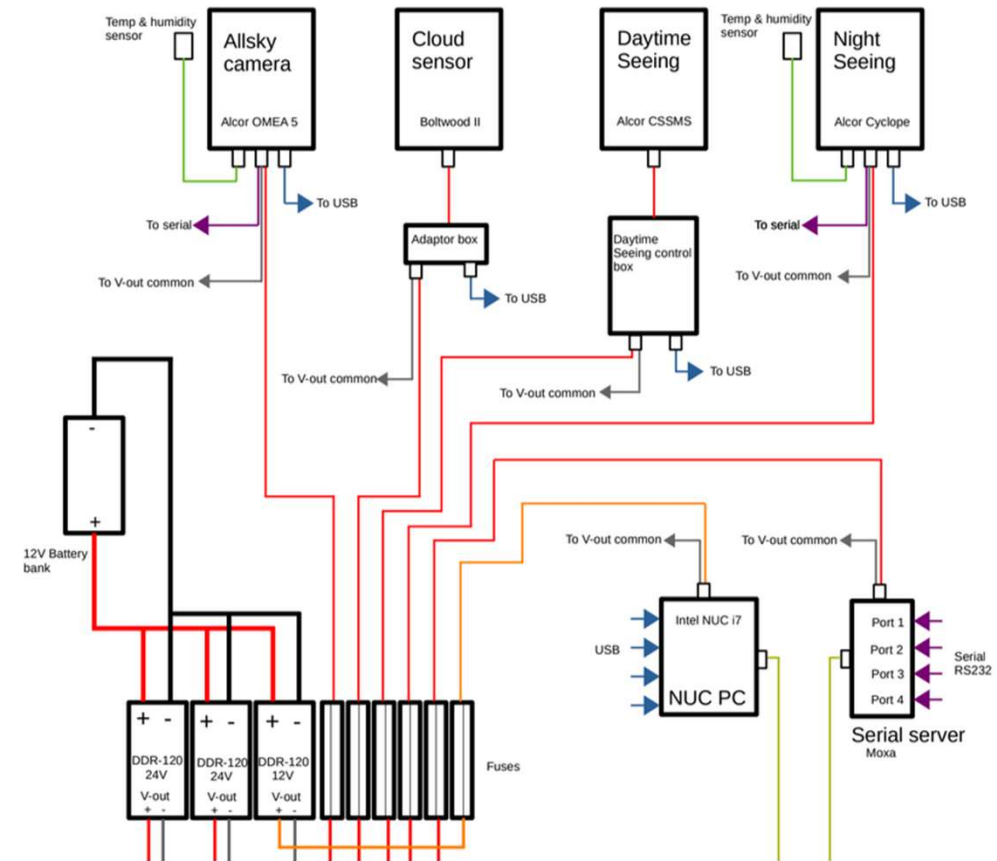 Temp & humidity
sensor
Allsky
camera
Alcor OMEA 5
Cloud
sensor
Boltwood II
Daytime
Seeing
Alcor CSSMS
Temp & humidity
sensor
Night
Seeing
Alcor Cyclope
To USB
To serial
To V-out common
Adaptor box
To USB
To V-out common
Daytime
Seeing control
box
To USB
To V-out common
To USB
To serial
To V-out common
-
+
12V Battery
bank
To V-out common
To V-out common
Intel NUC i7
USB
NUC PC
Port 1
Port 2
Port 3
Port 4
Serial
RS232
Serial server
Moxa
+ -
DDR-120
24V
V-out
+ -
+ -
DDR-120
24V
V-out
+ -
+ -
DDR-120
12V
V-out
+ -
Fuses